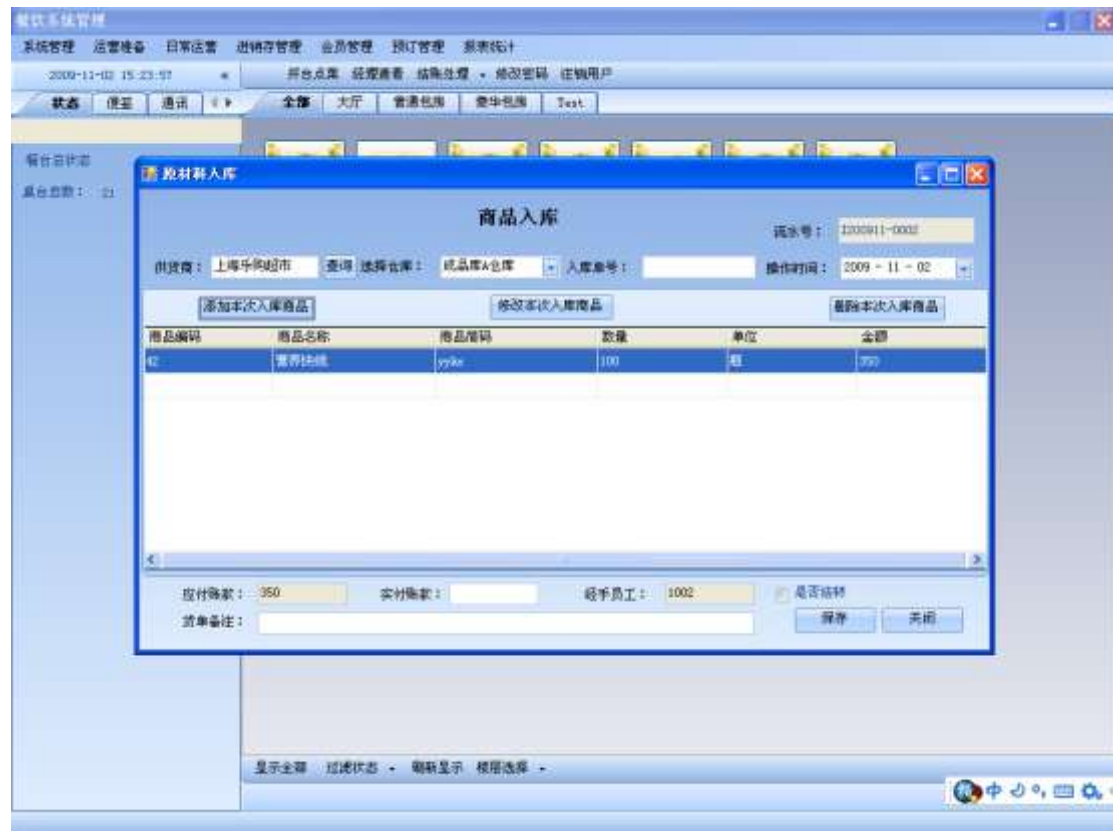 餐饮系统管理
系统管理 运营准备 日常运营 进销存管理 会员管理 预订管理 报表统计
2009-11-02 15:23:57 « 开台点菜 经理查看 结账处理 修改密码 注销用户
状态 便笺 通讯 全部 大厅 普通包房 豪华包房 Test
餐台总状态
桌台总数： 21
原材料入库
商品入库
流水号：
供货商： 上海乐购超市 查询 选择仓库： 成品库A仓库 入库单号： 操作时间： 2009 - 11 - 02
添加本次入库商品 修改本次入库商品 删除本次入库商品
商品编码 商品名称 商品简码 数量 单位 金额
42 营养快线 yykx 100 瓶 350
应付账款： 350 实付账款： 经手员工： 1002 是否结转
货单备注： 保存 关闭
显示全部 过滤状态 刷新显示 楼层选择
中